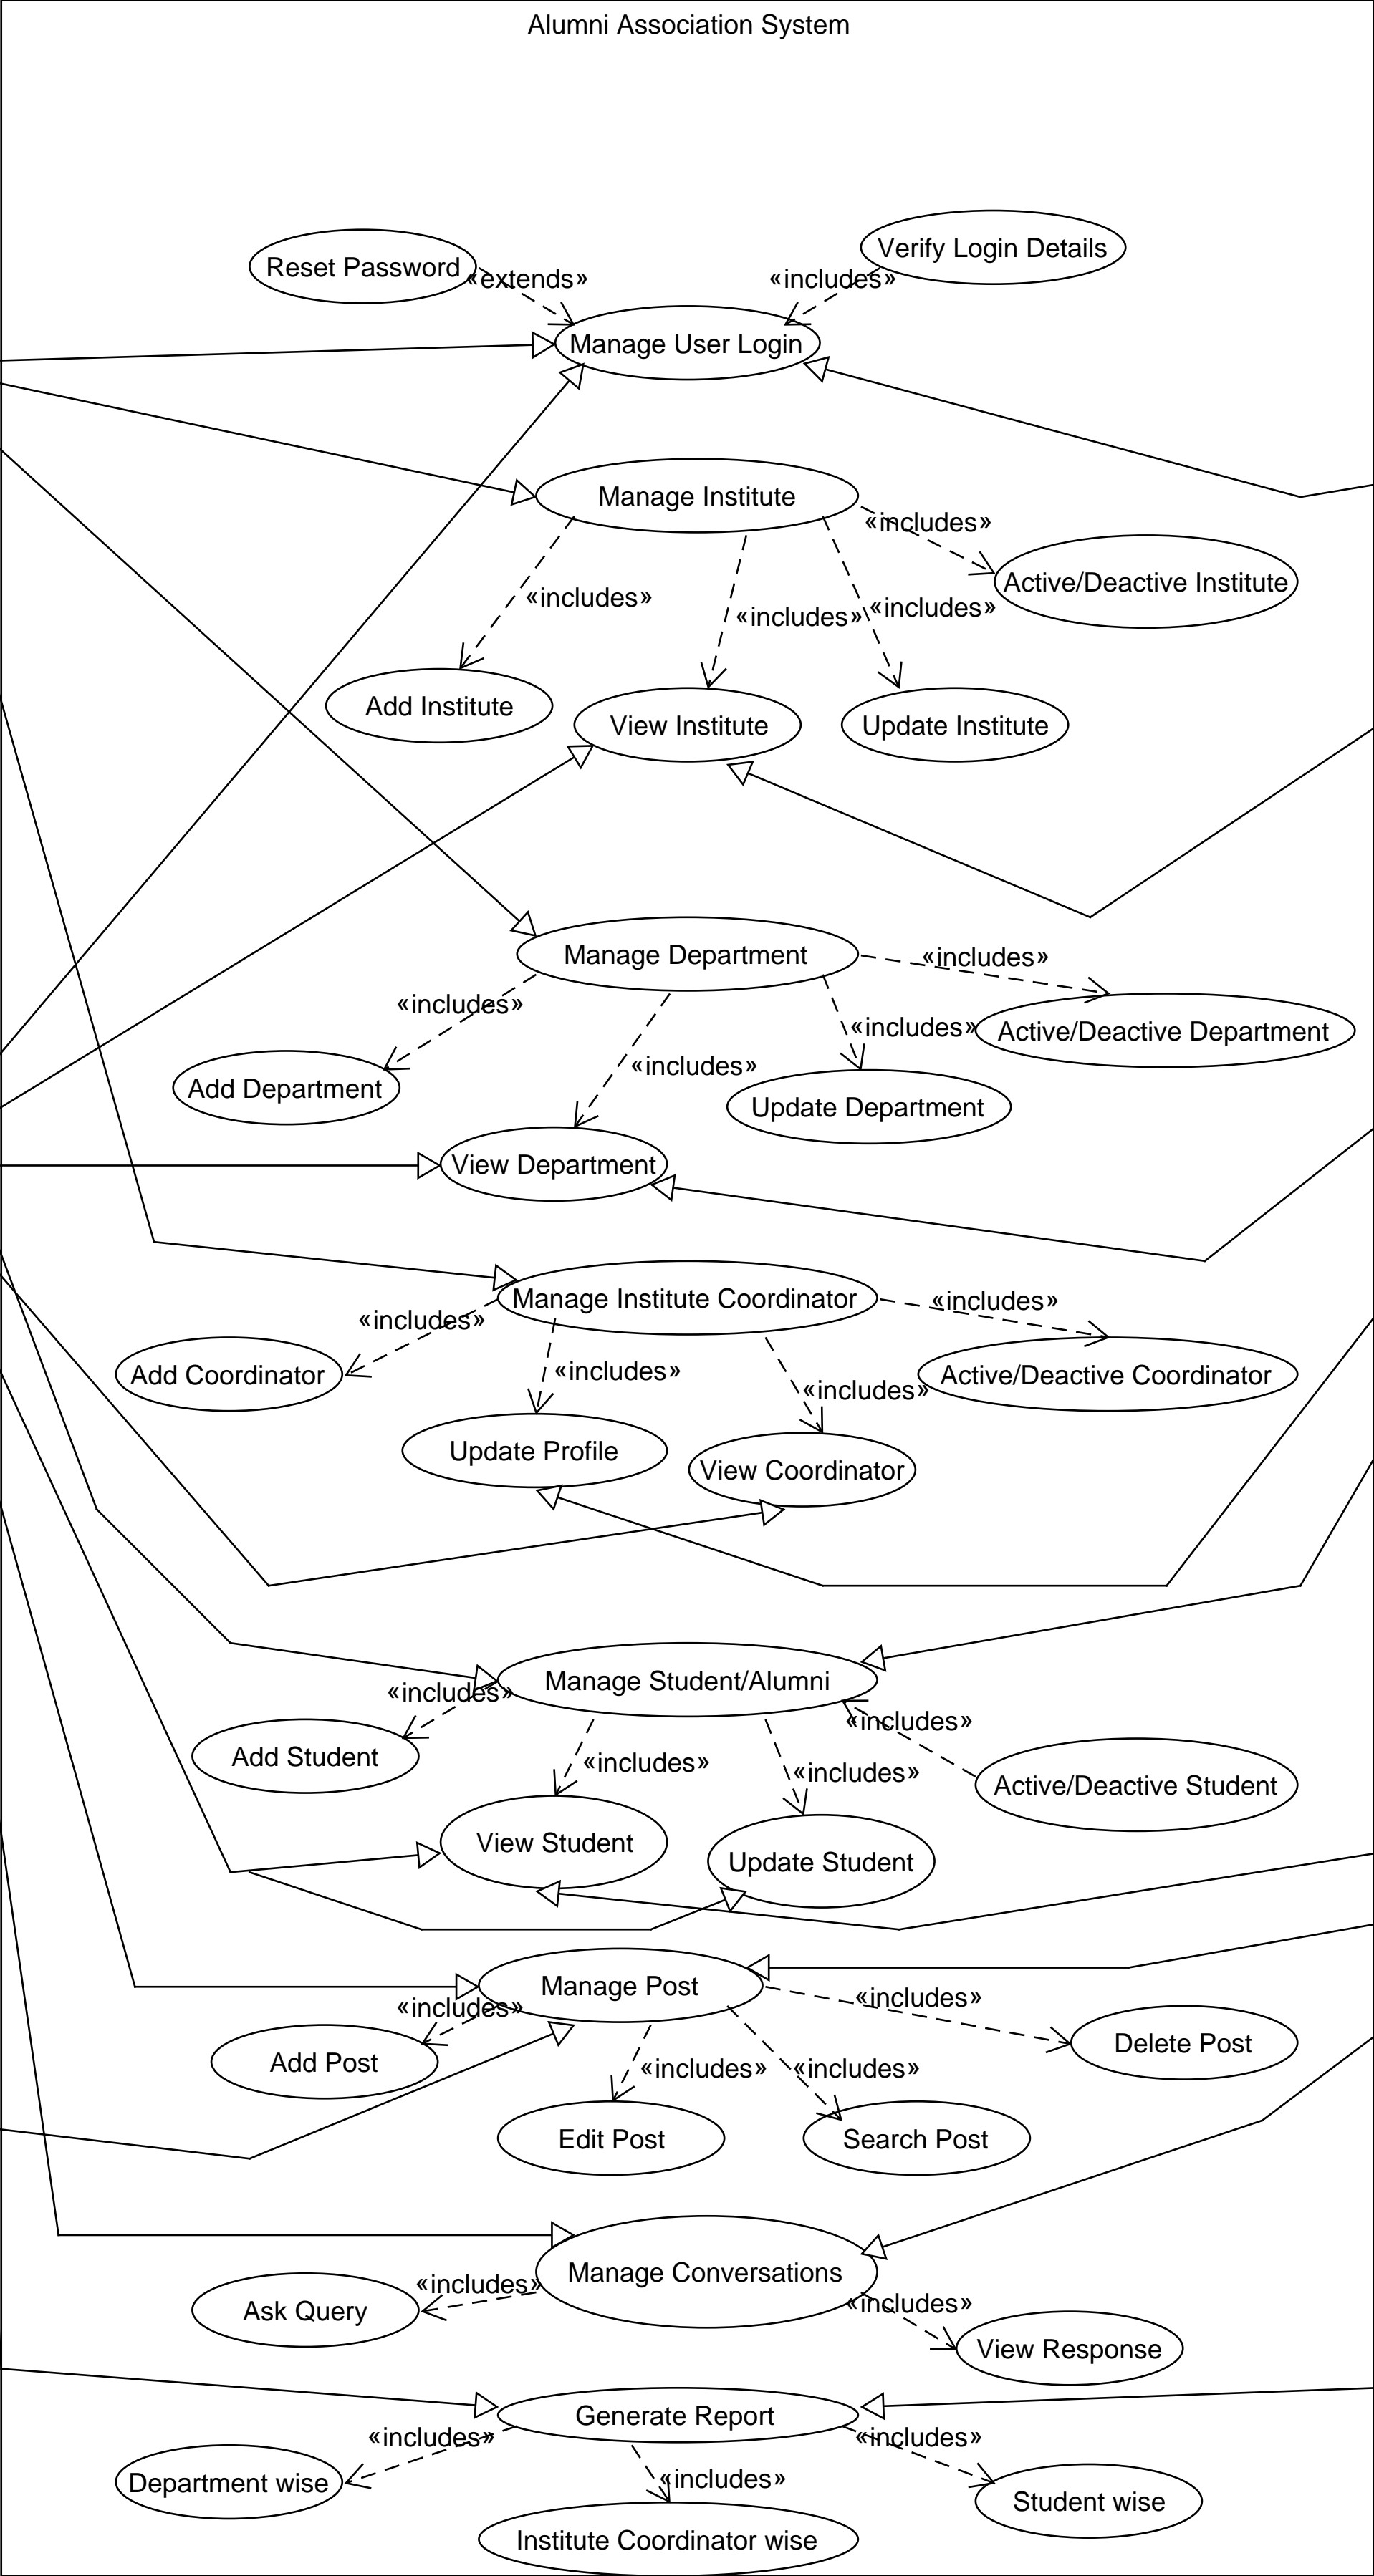 Alumni Association System
Verify Login Details
Reset Password
«extends»
«includes»
Manage User Login
Manage Institute
«includes»
Active/Deactive Institute
«includes»
«includes»
«includes»
Add Institute
View Institute
Update Institute
Manage Department
«includes»
«includes»
«includes»
Active/Deactive Department
«includes»
Add Department
Update Department
View Department
Manage Institute Coordinator
«includes»
«includes»
Add Coordinator
«includes»
«includes»
Active/Deactive Coordinator
Update Profile
View Coordinator
Manage Student/Alumni
«includes»
«includes»
Add Student
«includes»
«includes»
Active/Deactive Student
View Student
Update Student
Manage Post
«includes»
«includes»
Add Post
Delete Post
«includes»
«includes»
Edit Post
Search Post
Manage Conversations
«includes»
«includes»
Ask Query
View Response
Generate Report
«includes»
«includes»
Department wise
«includes»
Student wise
Institute Coordinator wise